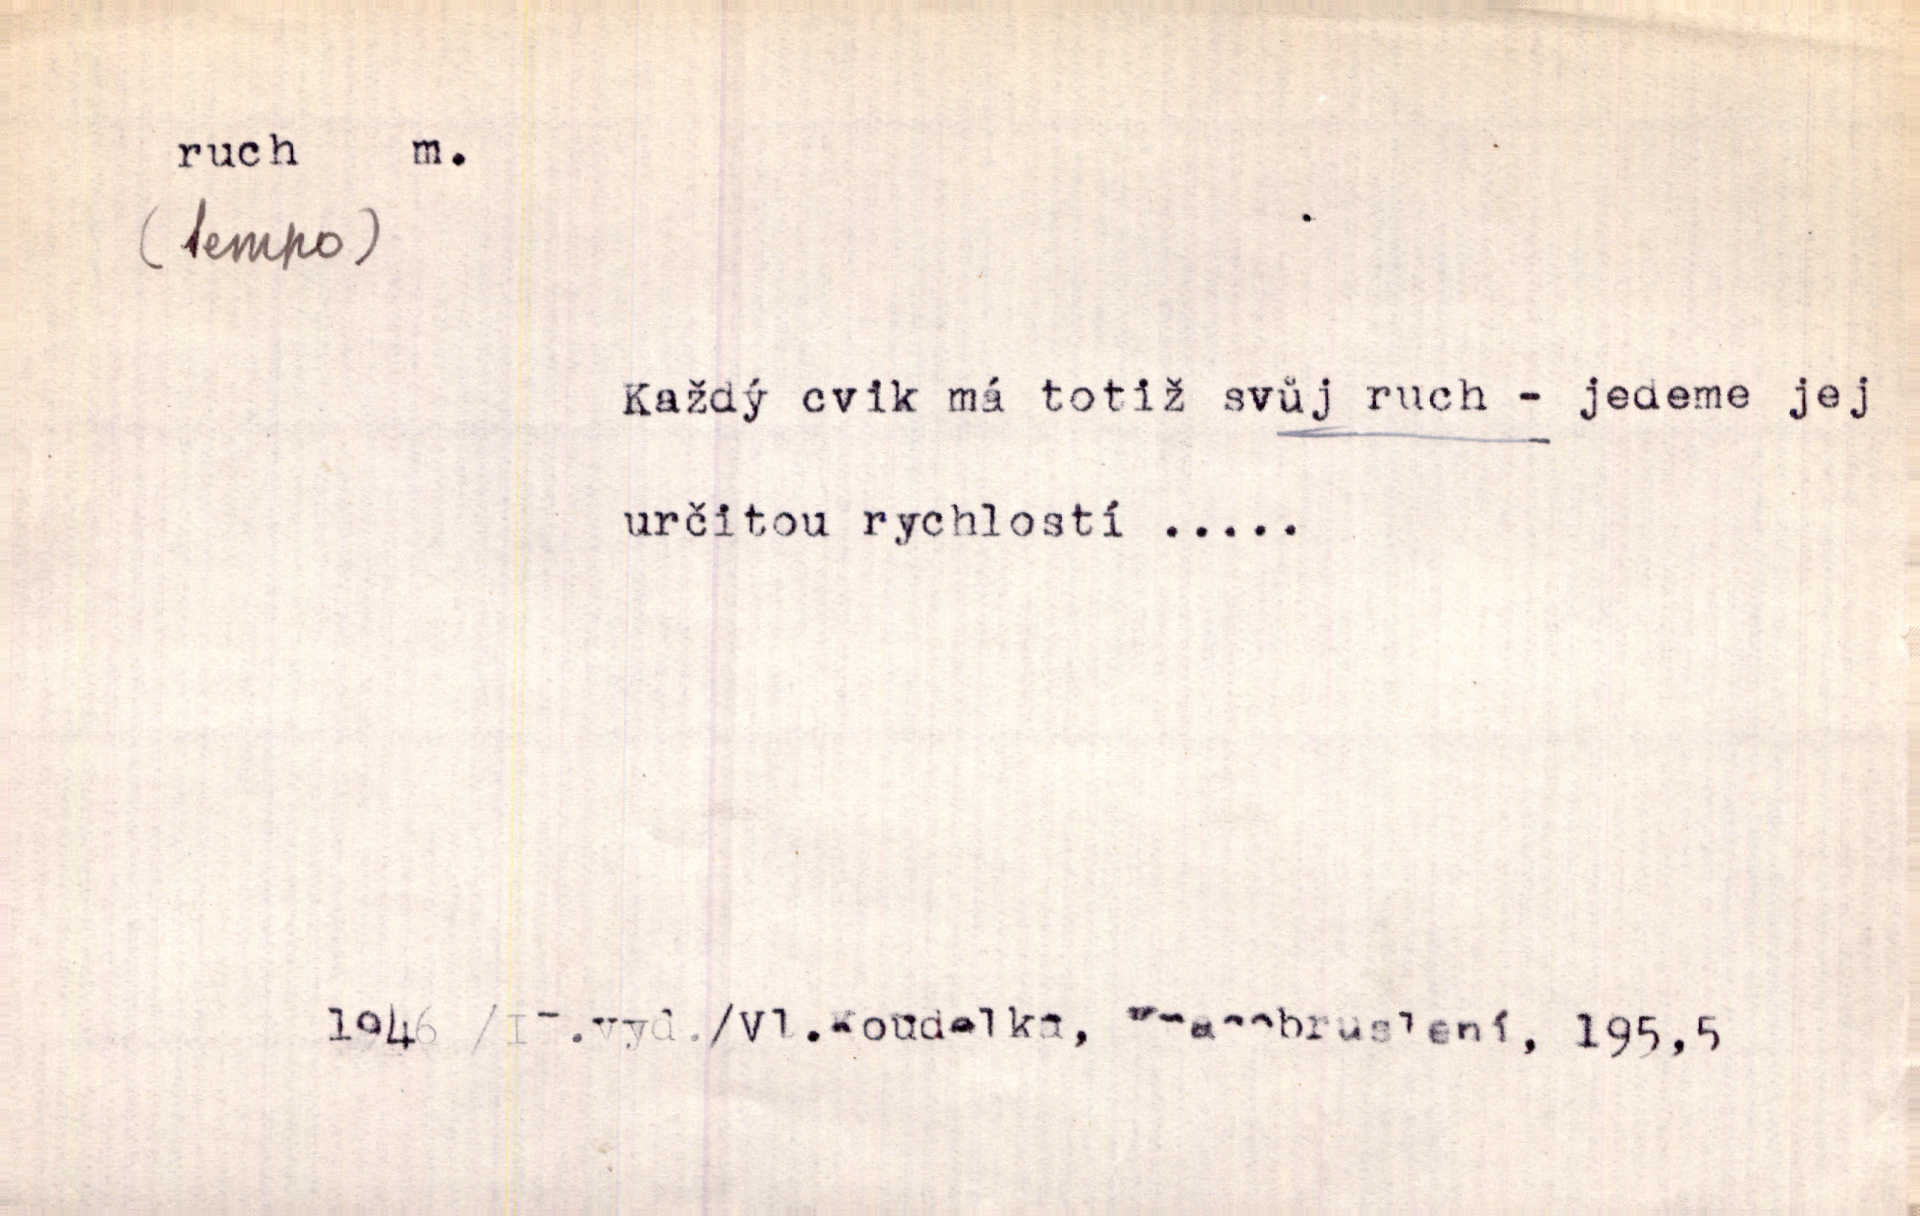 ruch m.
(tempo)
Každý cvik má totiž svůj ruch - jedeme jej
určitou rychlostí .....
1946 /II.vyd./Vl.Koudelka, Krasobruslení, 195,5